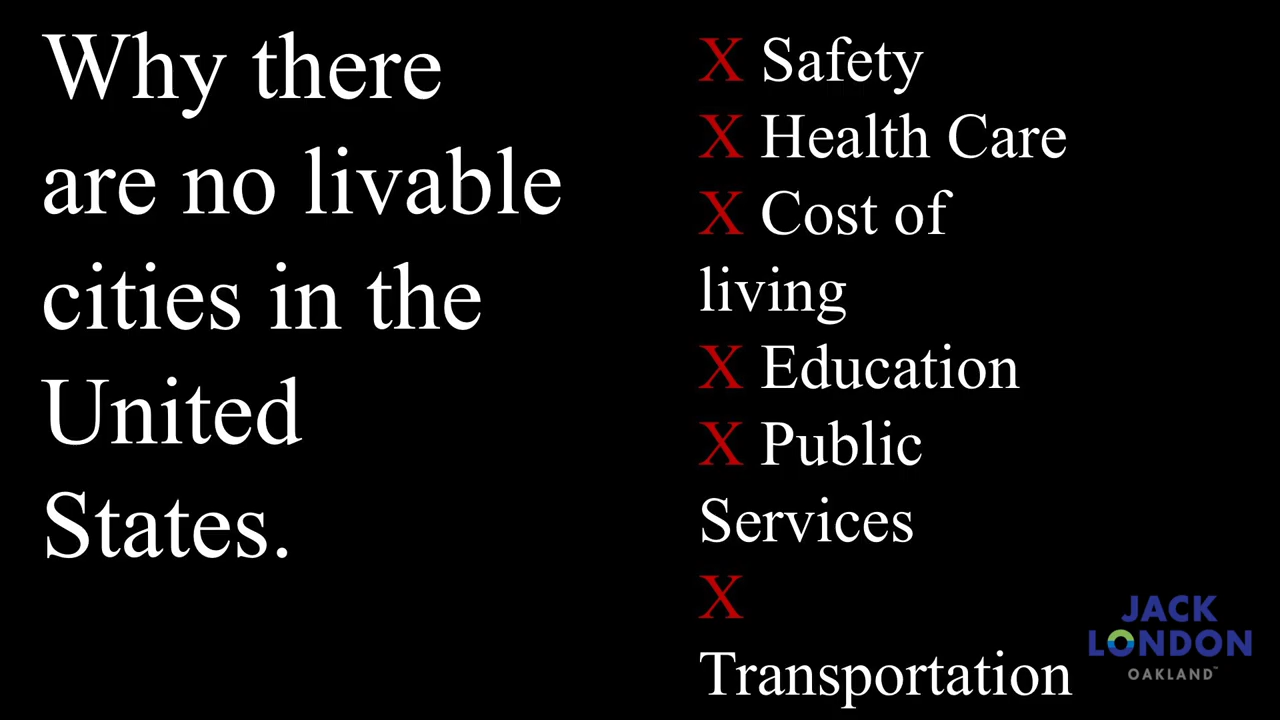 Why there
are no livable
cities in the
United
States.
X Safety
X Health Care
X Cost of
living
X Education
X Public
Services
X
Transportation
JACK
LONDON
OAKLAND™